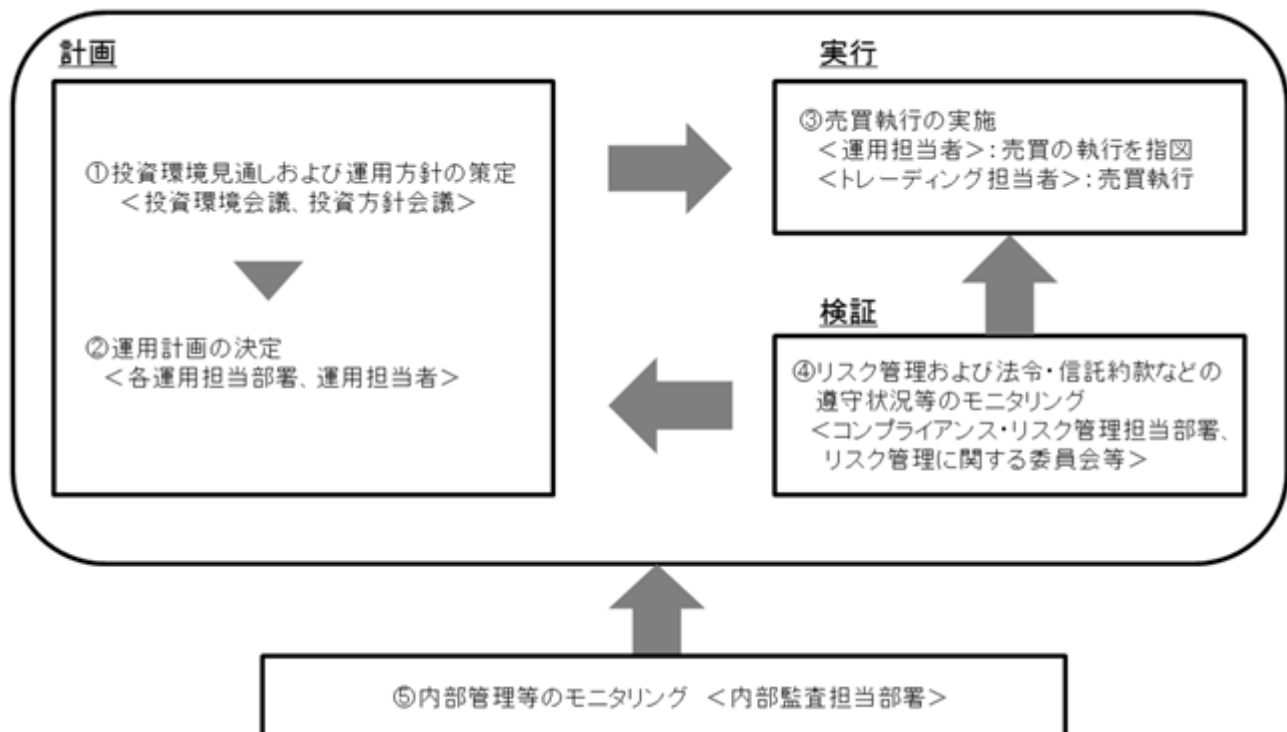 計画
①投資環境見通しおよび運用方針の策定
＜投資環境会議、投資方針会議＞
②運用計画の決定
＜各運用担当部署、運用担当者＞
実行
③売買執行の実施
＜運用担当者＞：売買の執行を指図
＜トレーディング担当者＞：売買執行
検証
④リスク管理および法令・信託約款などの
遵守状況等のモニタリング
＜コンプライアンス・リスク管理担当部署、
リスク管理に関する委員会等＞
⑤内部管理等のモニタリング ＜内部監査担当部署＞